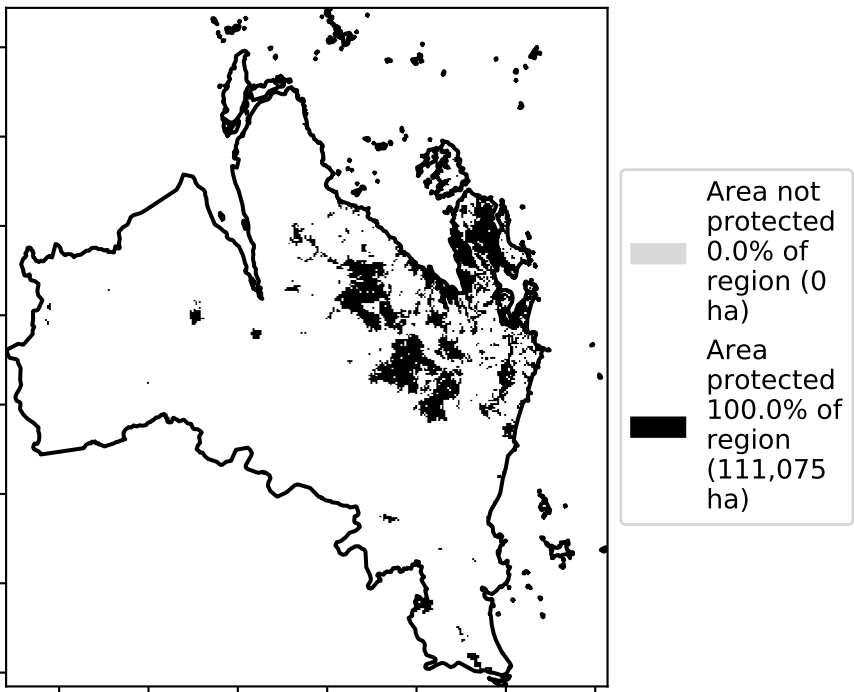 Area not
protected
0.0% of
region (0
ha)
Area
protected
100.0% of
region
(111,075
ha)